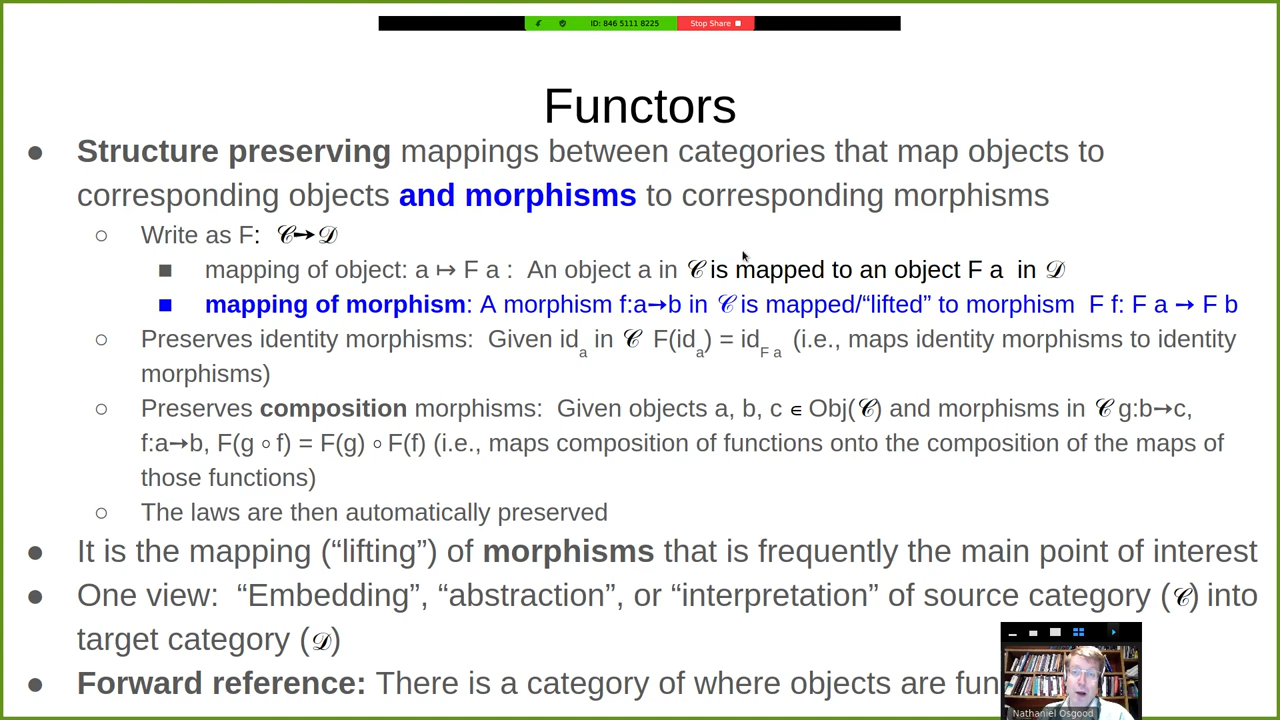 ID: 846 5111 8225 Stop Share
Functors
● Structure preserving mappings between categories that map objects to
corresponding objects and morphisms to corresponding morphisms
○ Write as F: 𝒞→𝒟
■ mapping of object: a ↦ F a : An object a in 𝒞 is mapped to an object F a in 𝒟
■ mapping of morphism: A morphism f:a→b in 𝒞 is mapped/“lifted” to morphism F f: F a → F b
○ Preserves identity morphisms: Given id_a in 𝒞 F(id_a) = id_F a (i.e., maps identity morphisms to identity
morphisms)
○ Preserves composition morphisms: Given objects a, b, c ∈ Obj(𝒞) and morphisms in 𝒞 g:b→c,
f:a→b, F(g ∘ f) = F(g) ∘ F(f) (i.e., maps composition of functions onto the composition of the maps of
those functions)
○ The laws are then automatically preserved
● It is the mapping (“lifting”) of morphisms that is frequently the main point of interest
● One view: “Embedding”, “abstraction”, or “interpretation” of source category (𝒞) into
target category (𝒟)
● Forward reference: There is a category of where objects are fun
Nathaniel Osgood